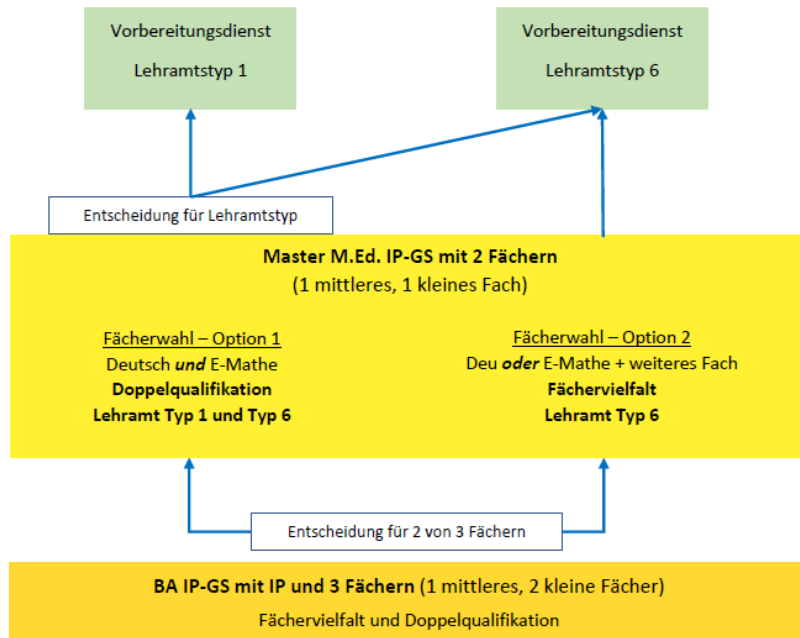 Vorbereitungsdienst
Lehramtstyp 1
Vorbereitungsdienst
Lehramtstyp 6
Entscheidung für Lehramtstyp
Master M.Ed. IP-GS mit 2 Fächern
(1 mittleres, 1 kleines Fach)
Fächerwahl – Option 1
Deutsch und E-Mathe
Doppelqualifikation
Lehramt Typ 1 und Typ 6
Fächerwahl – Option 2
Deu oder E-Mathe + weiteres Fach
Fächervielfalt
Lehramt Typ 6
Entscheidung für 2 von 3 Fächern
BA IP-GS mit IP und 3 Fächern (1 mittleres, 2 kleine Fächer)
Fächervielfalt und Doppelqualifikation